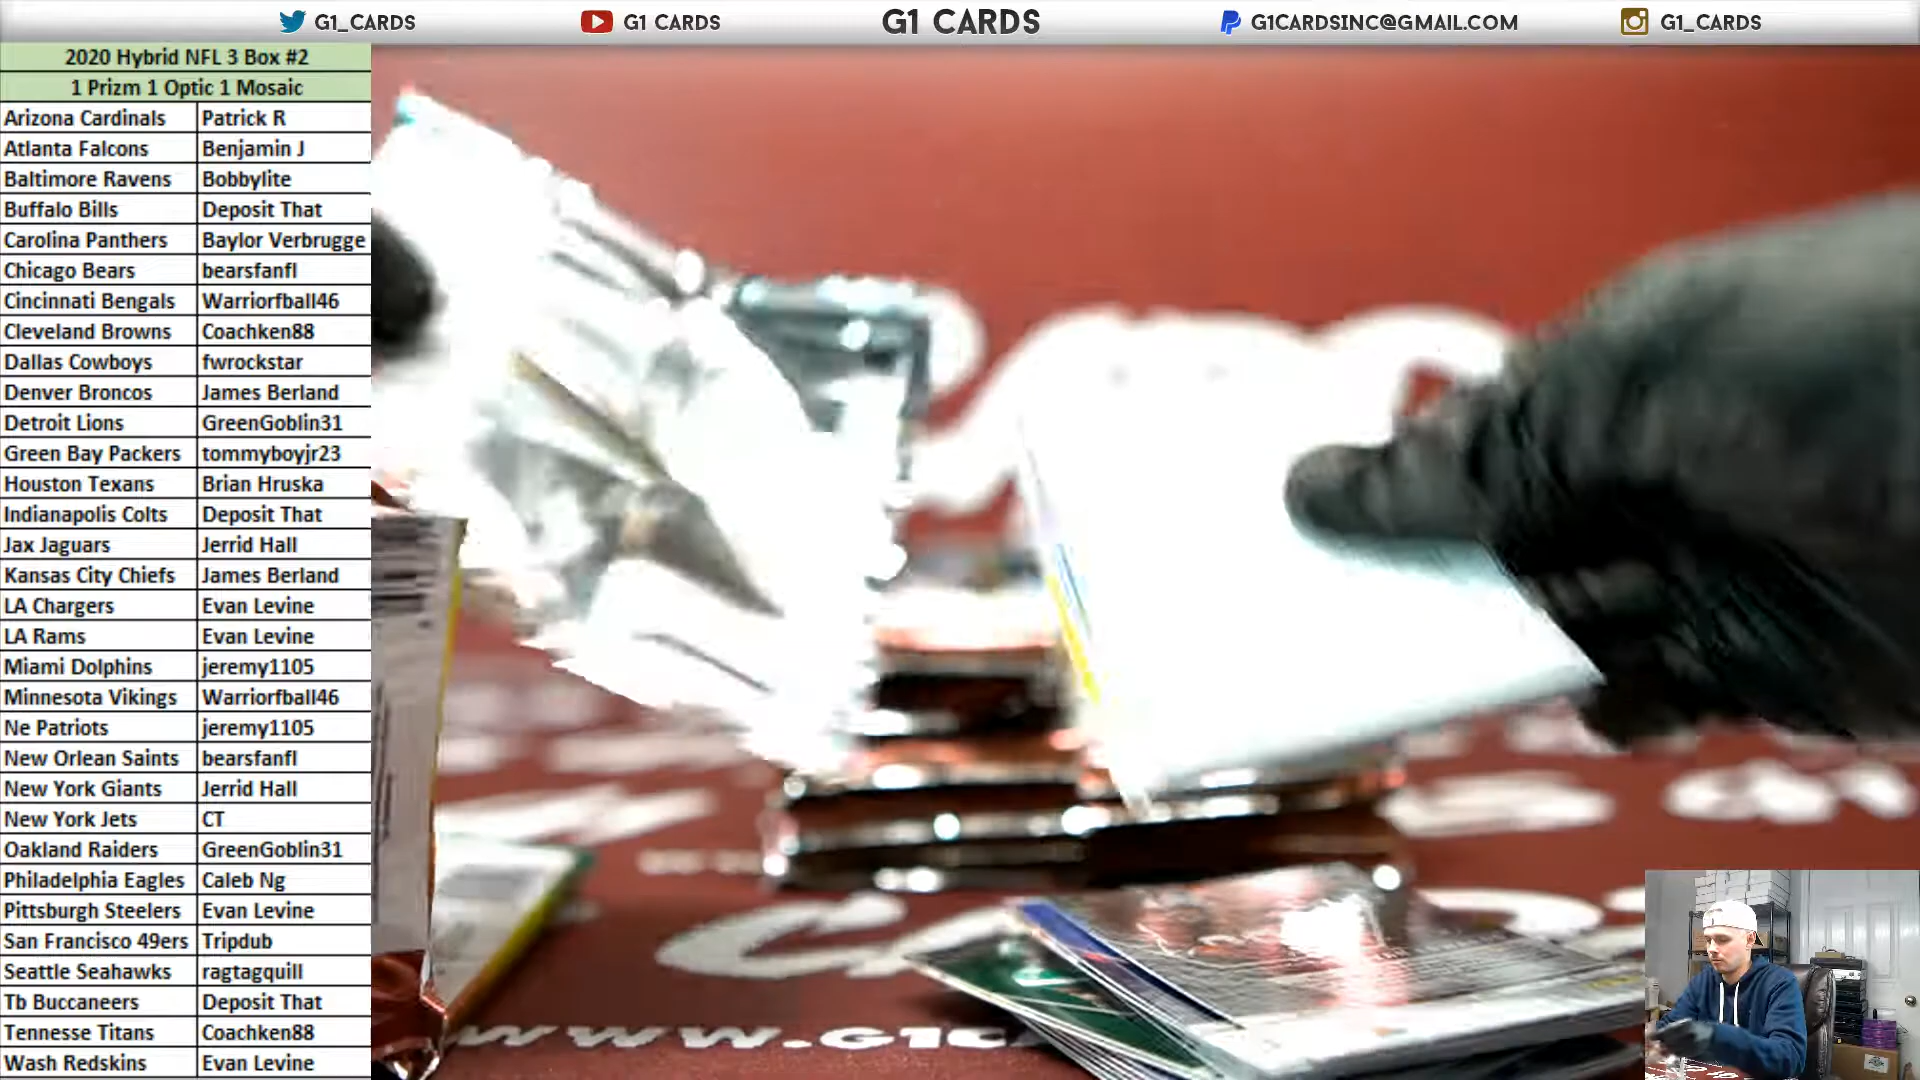 G1_CARDS G1 CARDS G1 CARDS G1CARDSINC@GMAIL.COM G1_CARDS
2020 Hybrid NFL 3 Box #2
1 Prizm 1 Optic 1 Mosaic
Arizona Cardinals Patrick R
Atlanta Falcons Benjamin J
Baltimore Ravens Bobbylite
Buffalo Bills Deposit That
Carolina Panthers Baylor Verbrugge
Chicago Bears bearsfanfl
Cincinnati Bengals Warriorfball46
Cleveland Browns Coachken88
Dallas Cowboys fwrockstar
Denver Broncos James Berland
Detroit Lions GreenGoblin31
Green Bay Packers tommyboyjr23
Houston Texans Brian Hruska
Indianapolis Colts Deposit That
Jax Jaguars Jerrid Hall
Kansas City Chiefs James Berland
LA Chargers Evan Levine
LA Rams Evan Levine
Miami Dolphins jeremy1105
Minnesota Vikings Warriorfball46
Ne Patriots jeremy1105
New Orlean Saints bearsfanfl
New York Giants Jerrid Hall
New York Jets CT
Oakland Raiders GreenGoblin31
Philadelphia Eagles Caleb Ng
Pittsburgh Steelers Evan Levine
San Francisco 49ers Tripdub
Seattle Seahawks ragtagquill
Tb Buccaneers Deposit That
Tennesse Titans Coachken88
Wash Redskins Evan Levine